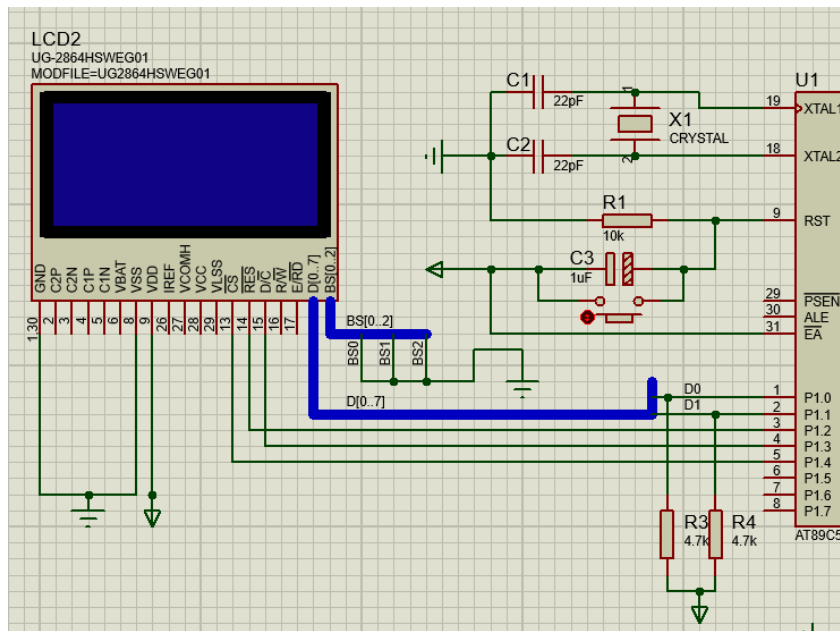 LCD2
UG-2864HSWEG01
MODFILE=UG2864HSWEG01
GND C2P C2N C1P C1N VBAT VSS VDD IREF VCOMH VCC VLSS CS RES D/C R/W E/RD D[0..7] BS[0..2]
1,30 2 3 4 5 6 8 9 26 27 28 29 13 14 15 16 17
BS[0..2]
BS0 BS1 BS2
D[0..7]
C1
22pF
1
X1
CRYSTAL
C2
22pF
2
R1
10k
C3
1uF
U1
19 XTAL1
18 XTAL2
9 RST
29 PSEN
30 ALE
31 EA
D0 1 P1.0
D1 2 P1.1
3 P1.2
4 P1.3
5 P1.4
6 P1.5
7 P1.6
8 P1.7
AT89C5
R3
4.7k
R4
4.7k